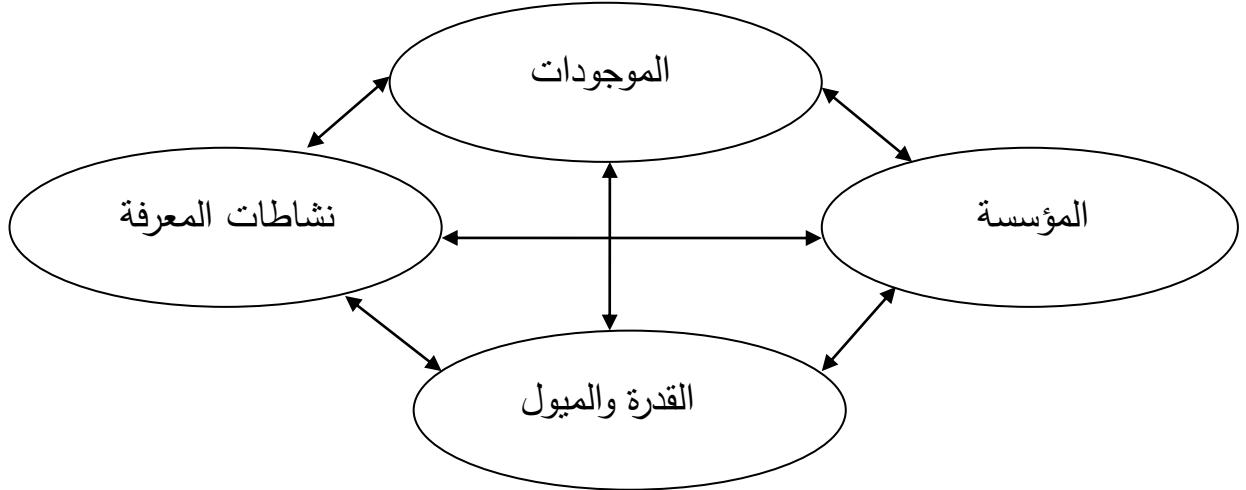 الموجودات
المؤسسة
نشاطات المعرفة
القدرة والميول